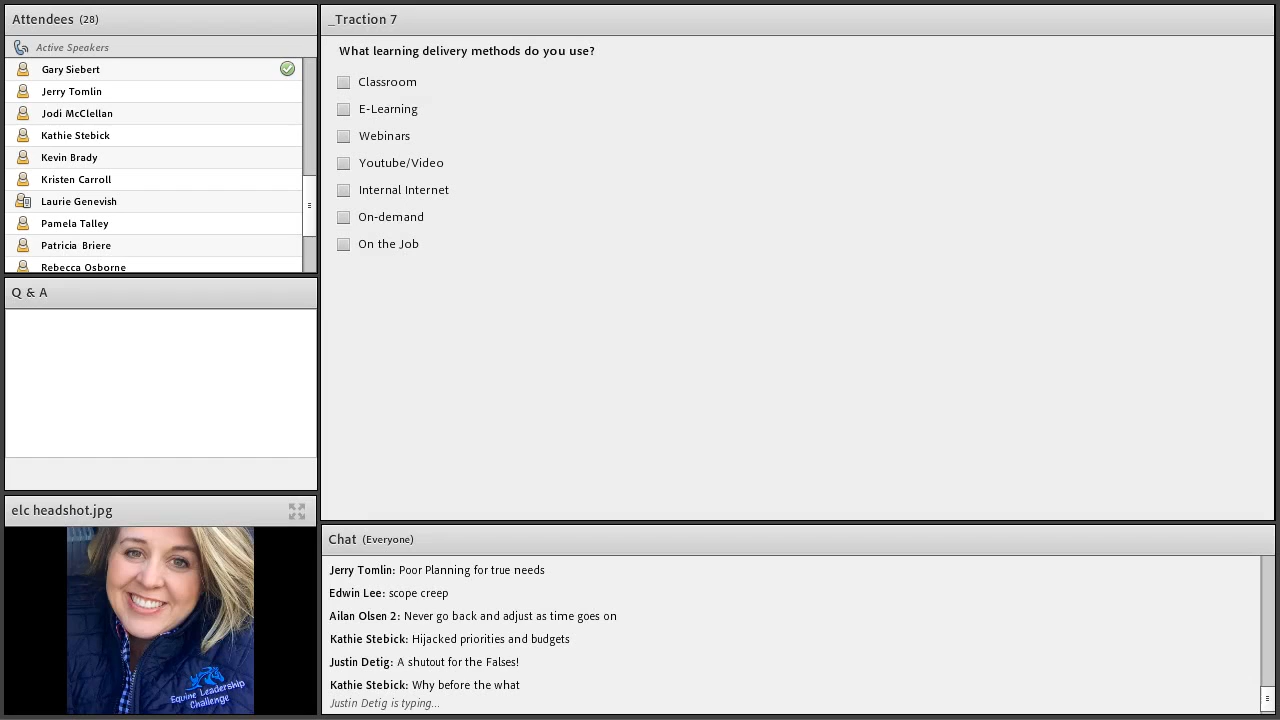 Attendees (28)
Active Speakers
Gary Siebert
Jerry Tomlin
Jodi McClellan
Kathie Stebick
Kevin Brady
Kristen Carroll
Laurie Genevish
Pamela Talley
Patricia Briere
Rebecca Osborne
Q & A
elc headshot.jpg
Equine Leadership
Challenge
_Traction 7
What learning delivery methods do you use?
Classroom
E-Learning
Webinars
Youtube/Video
Internal Internet
On-demand
On the Job
Chat (Everyone)
Jerry Tomlin: Poor Planning for true needs
Edwin Lee: scope creep
Ailan Olsen 2: Never go back and adjust as time goes on
Kathie Stebick: Hijacked priorities and budgets
Justin Detig: A shutout for the Falses!
Kathie Stebick: Why before the what
Justin Detig is typing...